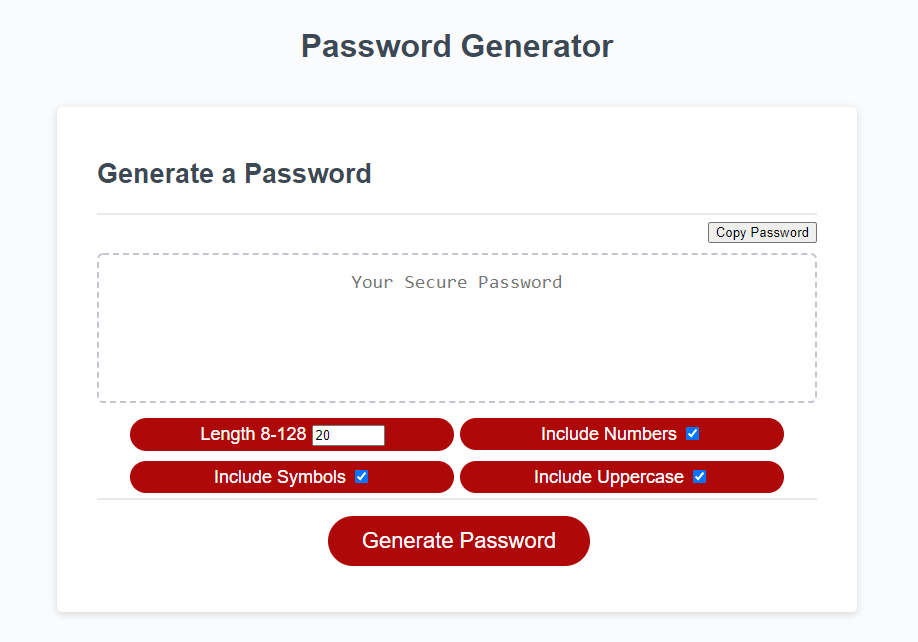 Password Generator
Generate a Password
Copy Password
Your Secure Password
Length 8-128 20
Include Numbers
Include Symbols
Include Uppercase
Generate Password